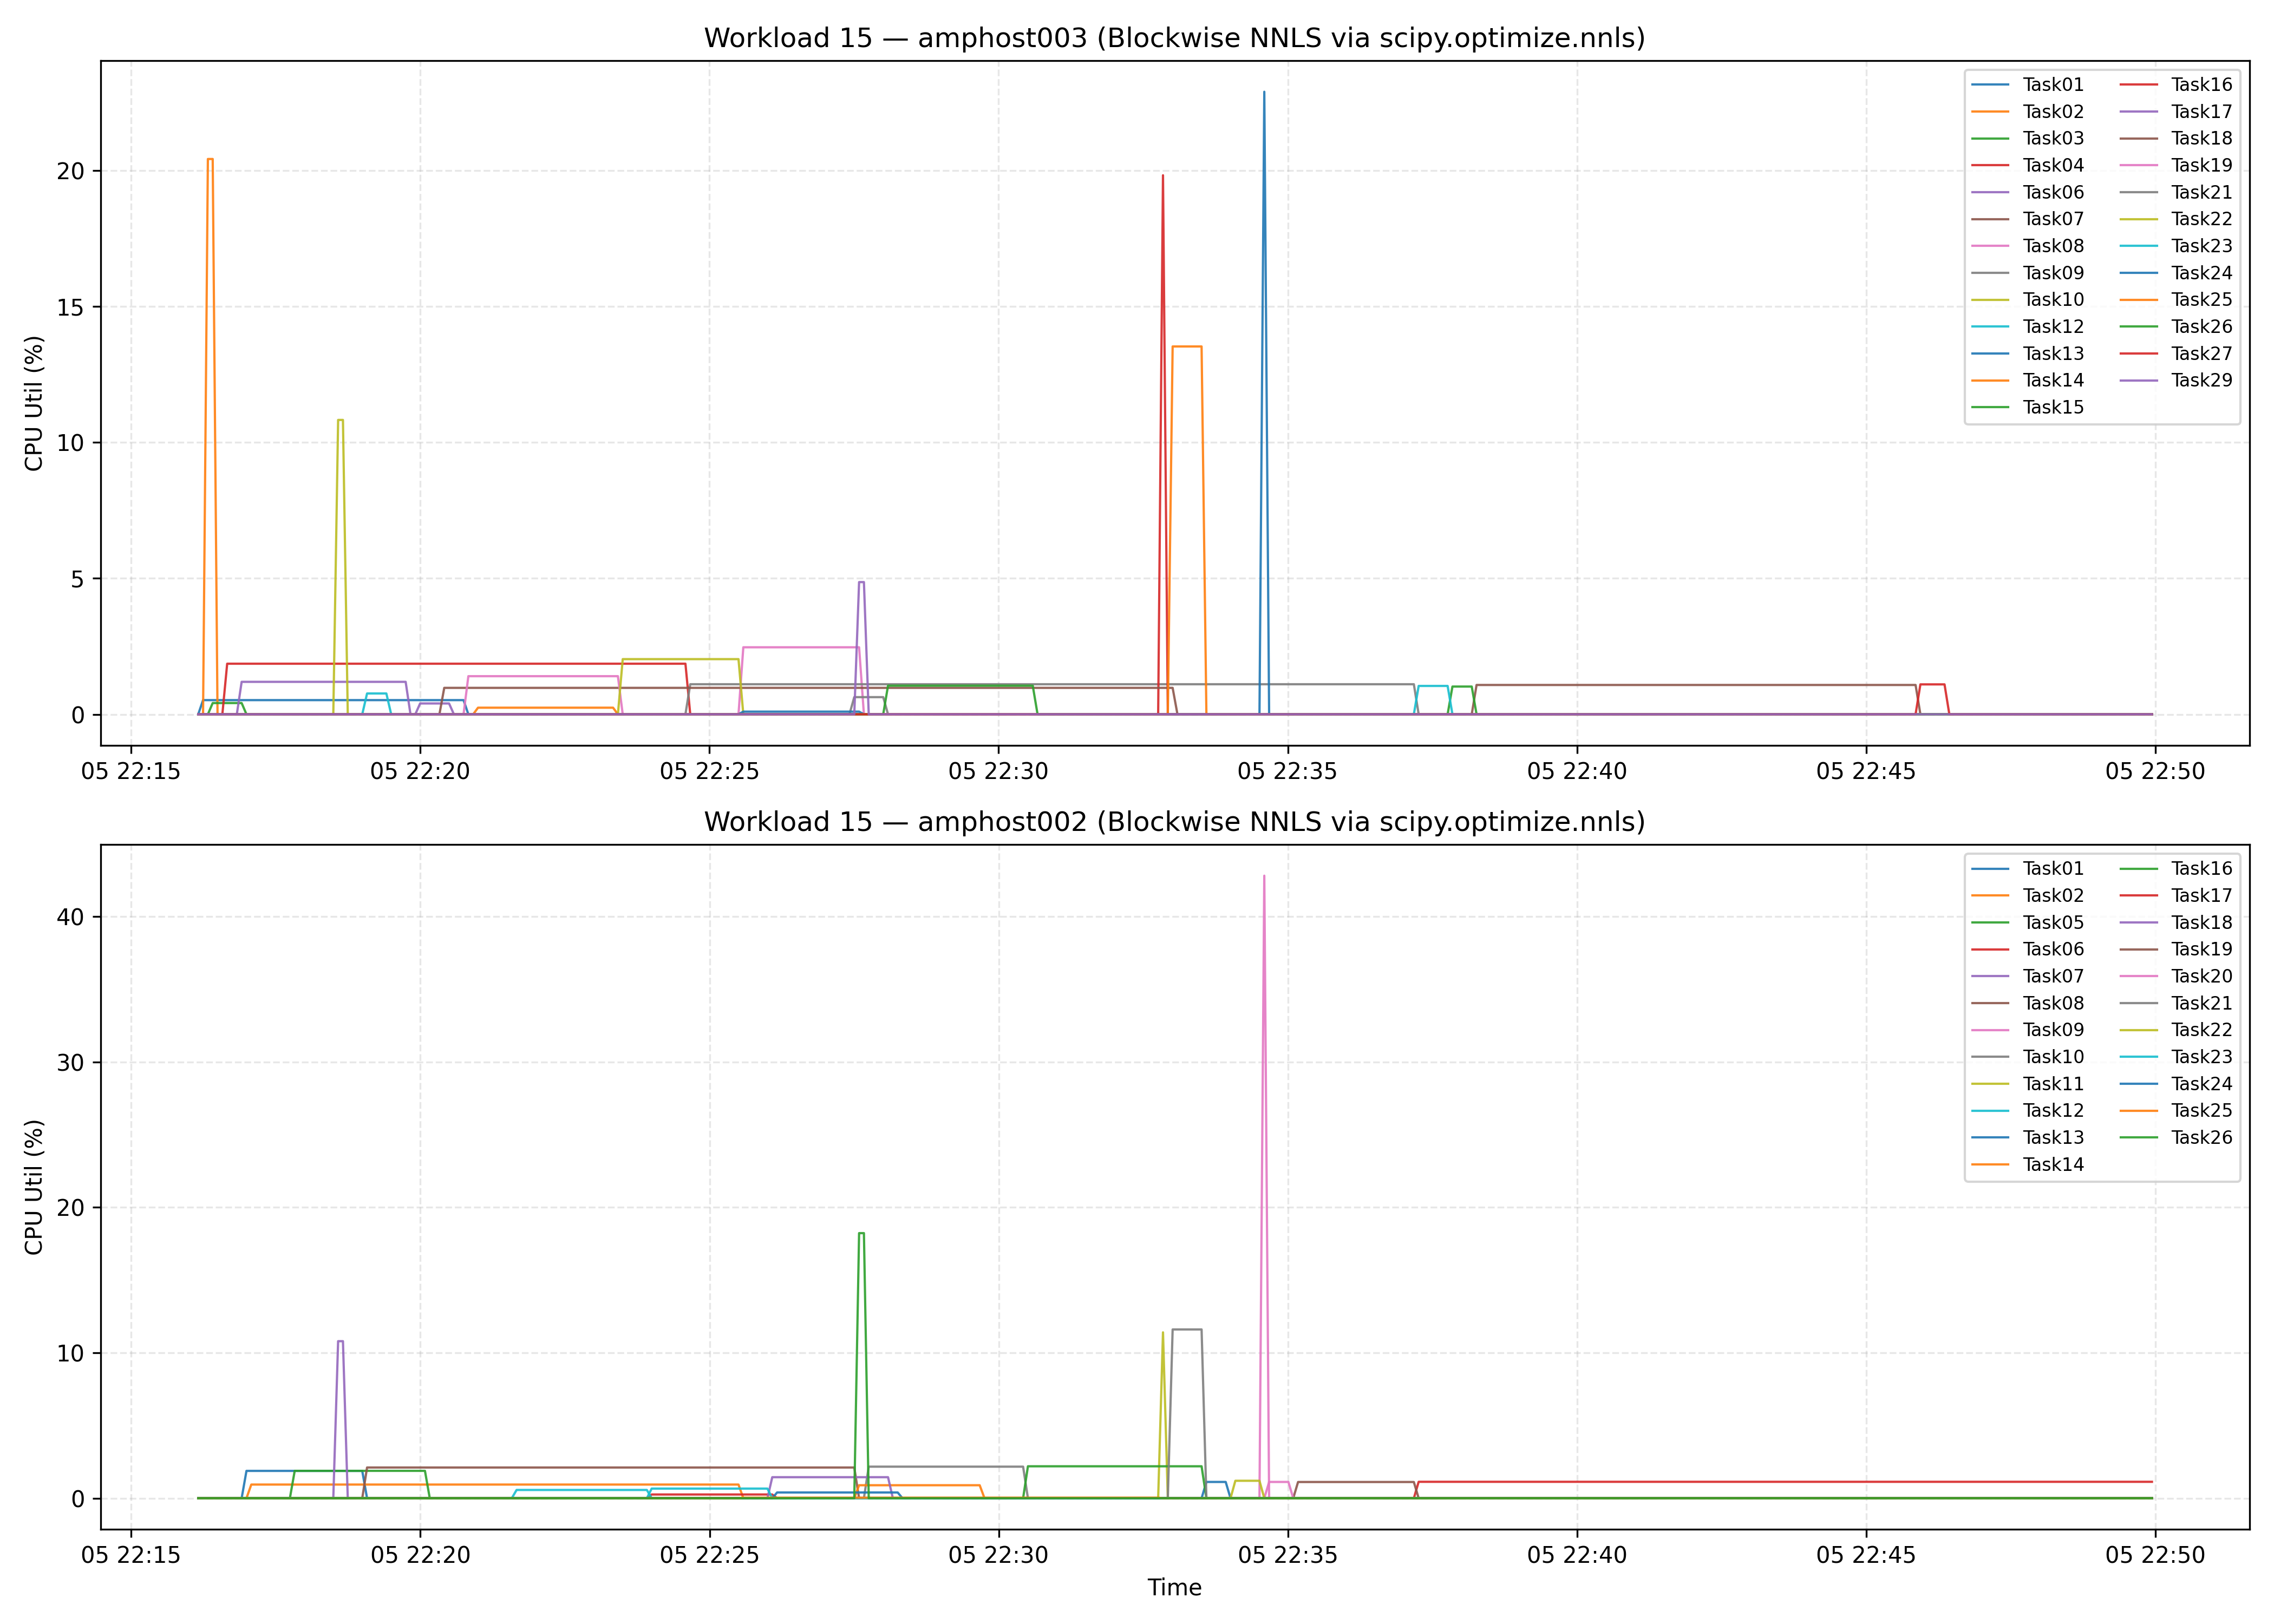 Workload 15 — amphost003 (Blockwise NNLS via scipy.optimize.nnls)
CPU Util (%)
20
15
10
5
0
05 22:15 05 22:20 05 22:25 05 22:30 05 22:35 05 22:40 05 22:45 05 22:50
Task01 Task16
Task02 Task17
Task03 Task18
Task04 Task19
Task06 Task21
Task07 Task22
Task08 Task23
Task09 Task24
Task10 Task25
Task12 Task26
Task13 Task27
Task14 Task29
Task15
Workload 15 — amphost002 (Blockwise NNLS via scipy.optimize.nnls)
CPU Util (%)
40
30
20
10
0
05 22:15 05 22:20 05 22:25 05 22:30 05 22:35 05 22:40 05 22:45 05 22:50
Time
Task01 Task16
Task02 Task17
Task05 Task18
Task06 Task19
Task07 Task20
Task08 Task21
Task09 Task22
Task10 Task23
Task11 Task24
Task12 Task25
Task13 Task26
Task14